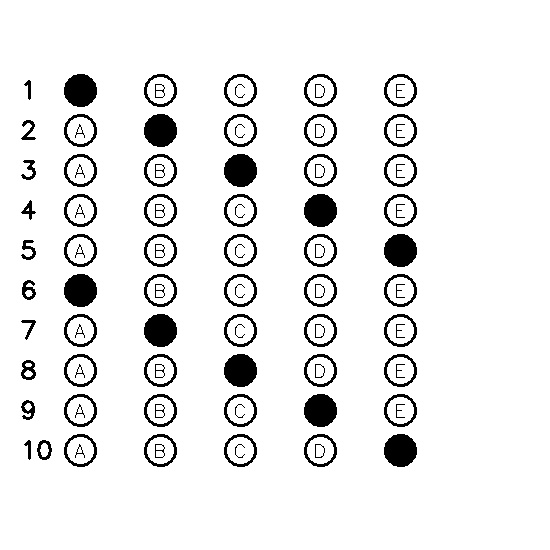 1 B C D E
2 A C D E
3 A B D E
4 A B C E
5 A B C D
6 B C D E
7 A C D E
8 A B D E
9 A B C E
10 A B C D